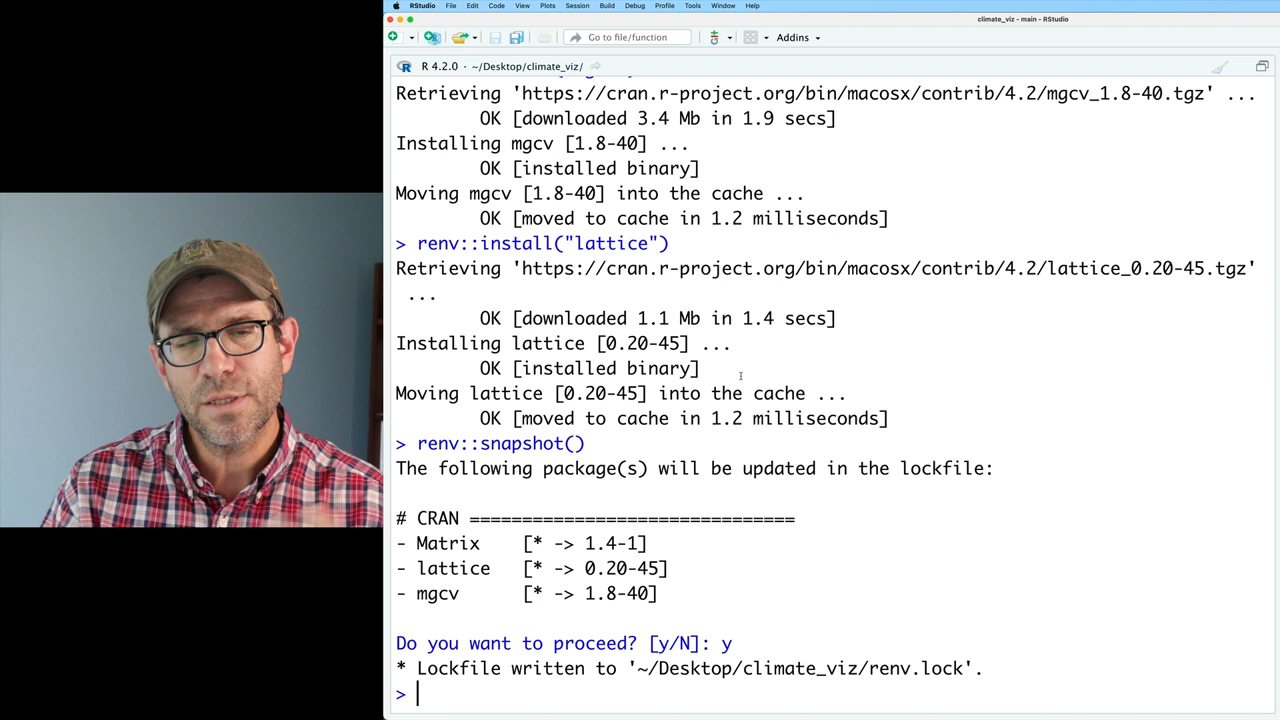 RStudio File Edit Code View Plots Session Build Debug Profile Tools Window Help
climate_viz - main - RStudio
Go to file/function Addins
R 4.2.0 · ~/Desktop/climate_viz/
Retrieving 'https://cran.r-project.org/bin/macosx/contrib/4.2/mgcv_1.8-40.tgz' ...
OK [downloaded 3.4 Mb in 1.9 secs]
Installing mgcv [1.8-40] ...
OK [installed binary]
Moving mgcv [1.8-40] into the cache ...
OK [moved to cache in 1.2 milliseconds]
> renv::install("lattice")
Retrieving 'https://cran.r-project.org/bin/macosx/contrib/4.2/lattice_0.20-45.tgz'
...
OK [downloaded 1.1 Mb in 1.4 secs]
Installing lattice [0.20-45] ...
OK [installed binary]
Moving lattice [0.20-45] into the cache ...
OK [moved to cache in 1.2 milliseconds]
> renv::snapshot()
The following package(s) will be updated in the lockfile:
# CRAN ===============================
- Matrix [* -> 1.4-1]
- lattice [* -> 0.20-45]
- mgcv [* -> 1.8-40]
Do you want to proceed? [y/N]: y
* Lockfile written to '~/Desktop/climate_viz/renv.lock'.
>